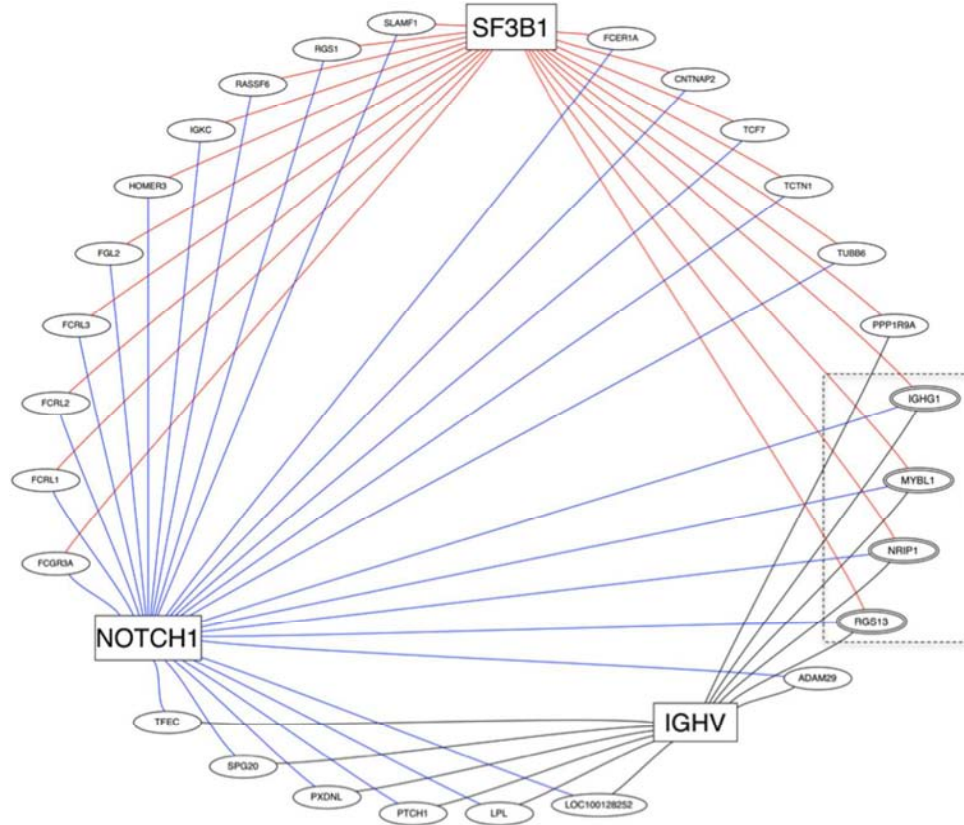 SLAMF1
SF3B1
FCER1A
RGS1
CNTNAP2
RASSF6
IGKC
TCF7
HOMER3
TCTN1
FGL2
TUBB6
FCRL3
PPP1R9A
FCRL2
IGHG1
FCRL1
MYBL1
NRIP1
FCGR3A
RGS13
NOTCH1
ADAM29
TFEC
IGHV
SPG20
PXDNL
PTCH1
LPL
LOC100128252